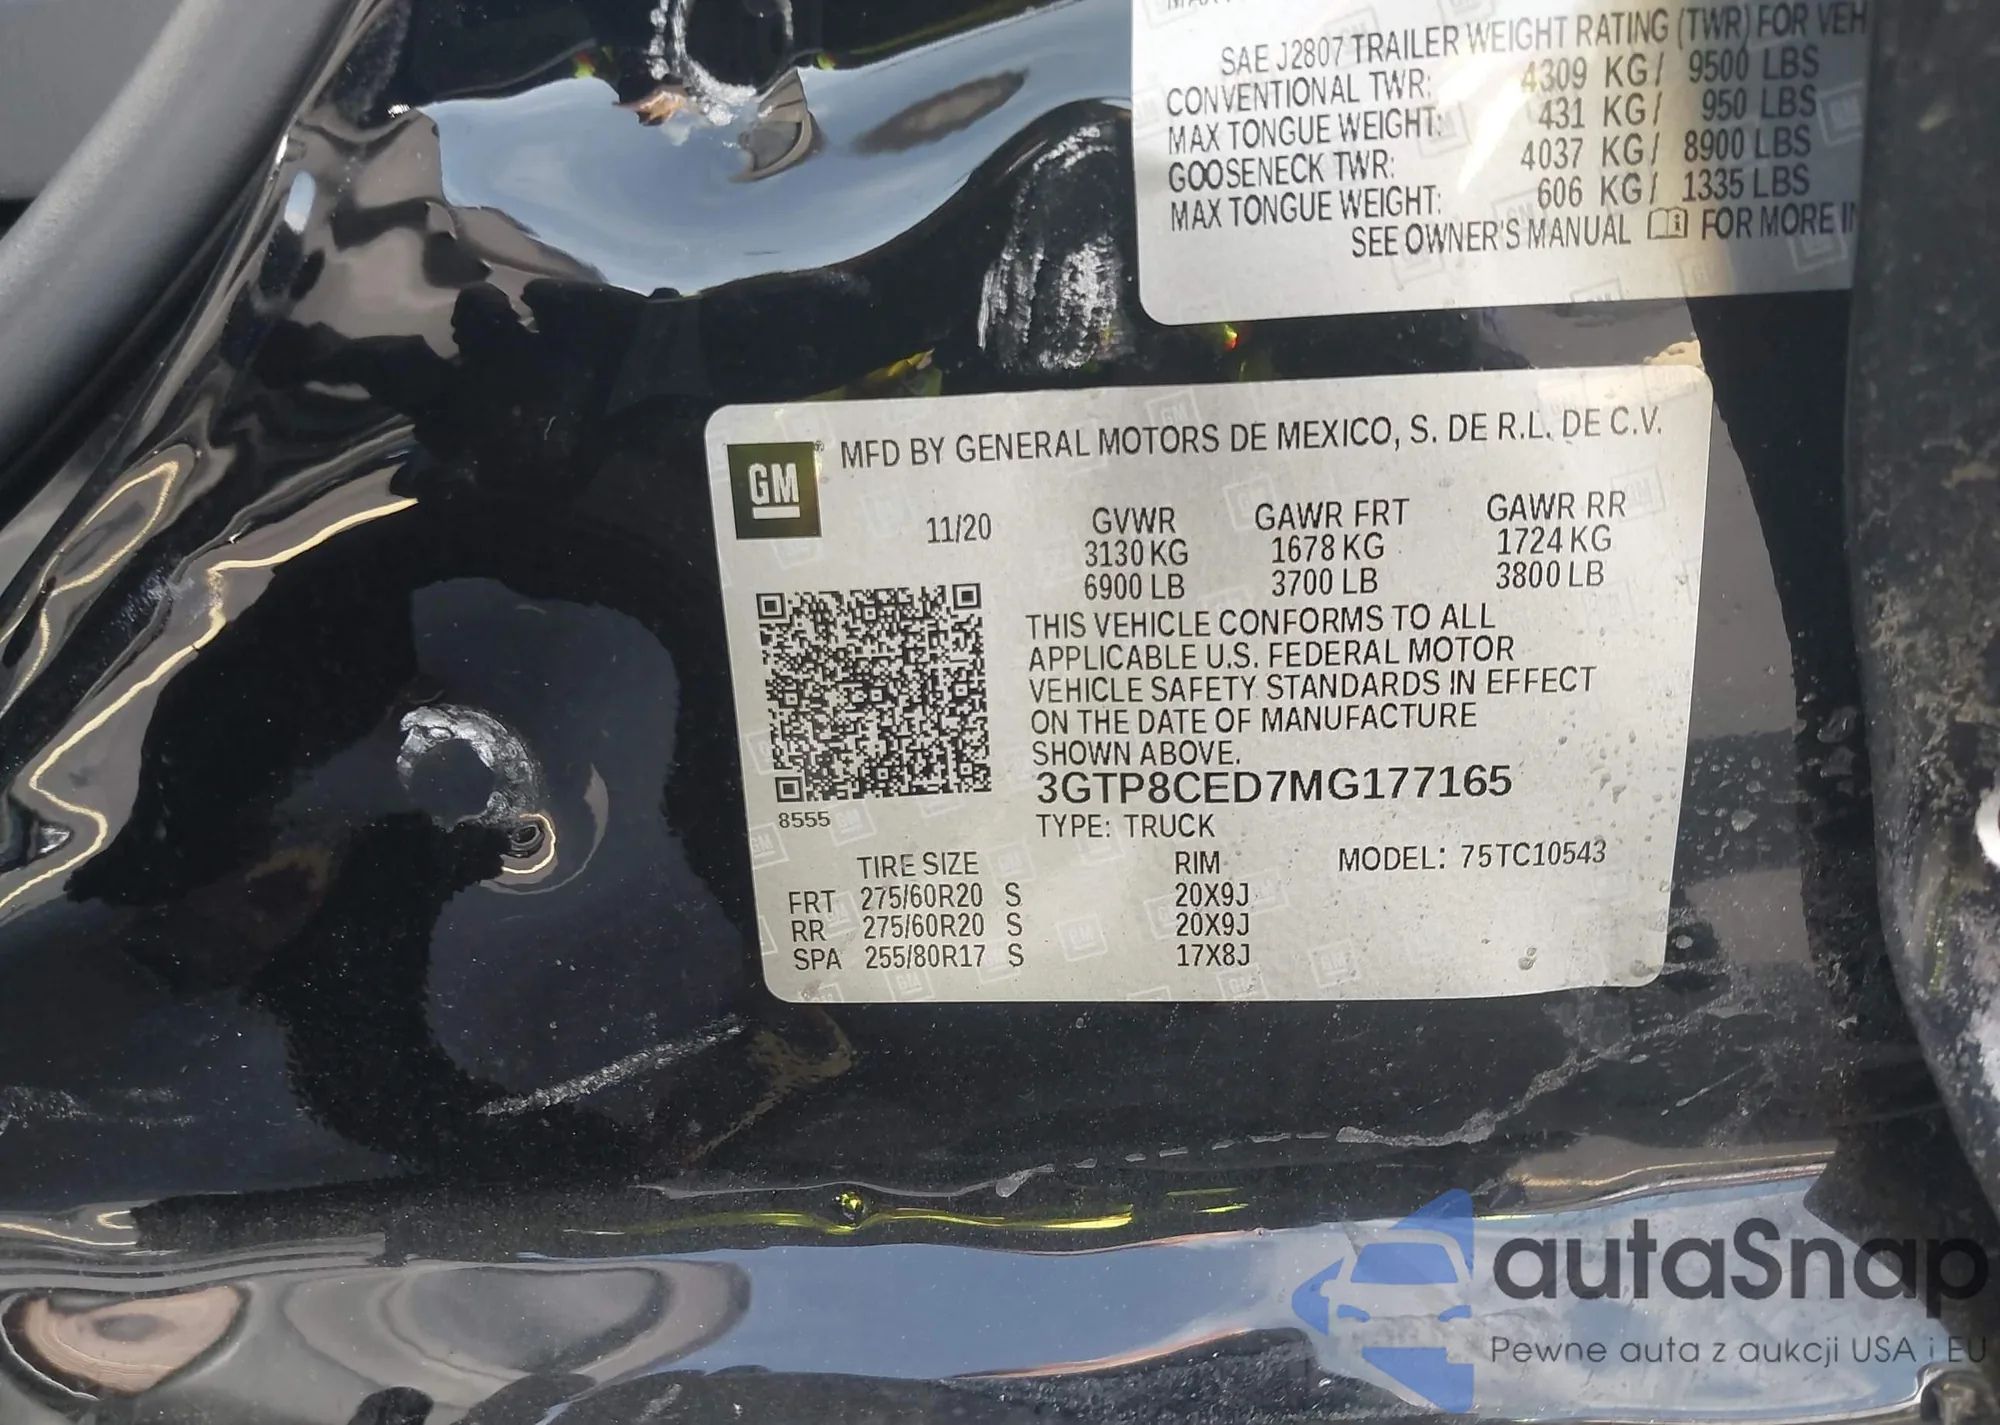 SAE J2807 TRAILER WEIGHT RATING (TWR) FOR VEH
CONVENTIONAL TWR: 4309 KG/ 9500 LBS
MAX TONGUE WEIGHT: 431 KG/ 950 LBS
GOOSENECK TWR: 4037 KG/ 8900 LBS
MAX TONGUE WEIGHT: 606 KG/ 1335 LBS
SEE OWNER'S MANUAL FOR MORE IN
GM® MFD BY GENERAL MOTORS DE MEXICO, S. DE R.L. DE C.V.
11/20 GVWR GAWR FRT GAWR RR
3130 KG 1678 KG 1724 KG
6900 LB 3700 LB 3800 LB
THIS VEHICLE CONFORMS TO ALL
APPLICABLE U.S. FEDERAL MOTOR
VEHICLE SAFETY STANDARDS IN EFFECT
ON THE DATE OF MANUFACTURE
SHOWN ABOVE.
3GTP8CED7MG177165
8555 TYPE: TRUCK
TIRE SIZE RIM MODEL: 75TC10543
FRT 275/60R20 S 20X9J
RR 275/60R20 S 20X9J
SPA 255/80R17 S 17X8J
autaSnap
Pewne auta z aukcji USA i EU